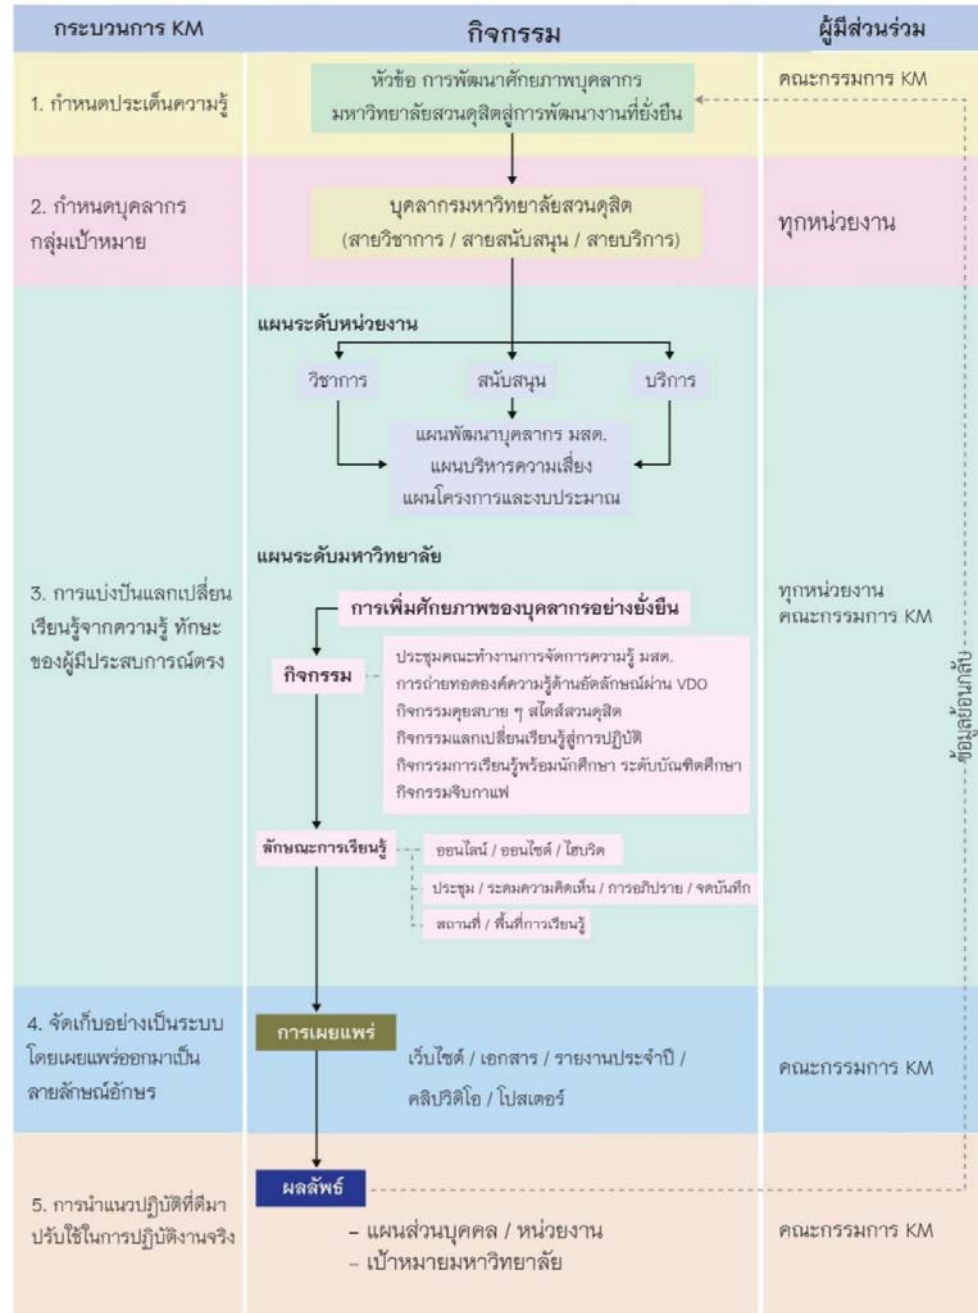 กระบวนการ KM
กิจกรรม
ผู้มีส่วนร่วม
1. กำหนดประเด็นความรู้
หัวข้อ การพัฒนาศักยภาพบุคลากร
มหาวิทยาลัยสวนดุสิตสู่การพัฒนางานที่ยั่งยืน
คณะกรรมการ KM
2. กำหนดบุคลากร
กลุ่มเป้าหมาย
บุคลากรมหาวิทยาลัยสวนดุสิต
(สายวิชาการ / สายสนับสนุน / สายบริการ)
ทุกหน่วยงาน
3. การแบ่งปันแลกเปลี่ยน
เรียนรู้จากความรู้ ทักษะ
ของผู้มีประสบการณ์ตรง
แผนระดับหน่วยงาน
วิชาการ
สนับสนุน
บริการ
แผนพัฒนาบุคลากร มสด.
แผนบริหารความเสี่ยง
แผนโครงการและงบประมาณ
แผนระดับมหาวิทยาลัย
การเพิ่มศักยภาพของบุคลากรอย่างยั่งยืน
กิจกรรม
ประชุมคณะทำงานการจัดการความรู้ มสด.
การถ่ายทอดองค์ความรู้ด้านอัตลักษณ์ผ่าน VDO
กิจกรรมคุยสบาย ๆ สไตล์สวนดุสิต
กิจกรรมแลกเปลี่ยนเรียนรู้สู่การปฏิบัติ
กิจกรรมการเรียนรู้พร้อมนักศึกษา ระดับบัณฑิตศึกษา
กิจกรรมจิบกาแฟ
ลักษณะการเรียนรู้
ออนไลน์ / ออนไซต์ / ไฮบริด
ประชุม / ระดมความคิดเห็น / การอภิปราย / จดบันทึก
สถานที่ / พื้นที่การเรียนรู้
ทุกหน่วยงาน
คณะกรรมการ KM
ข้อมูลย้อนกลับ
4. จัดเก็บอย่างเป็นระบบ
โดยเผยแพร่ออกมาเป็น
ลายลักษณ์อักษร
การเผยแพร่
เว็บไซต์ / เอกสาร / รายงานประจำปี /
คลิปวิดีโอ / โปสเตอร์
คณะกรรมการ KM
5. การนำแนวปฏิบัติที่ดีมา
ปรับใช้ในการปฏิบัติงานจริง
ผลลัพธ์
– แผนส่วนบุคคล / หน่วยงาน
– เป้าหมายมหาวิทยาลัย
คณะกรรมการ KM